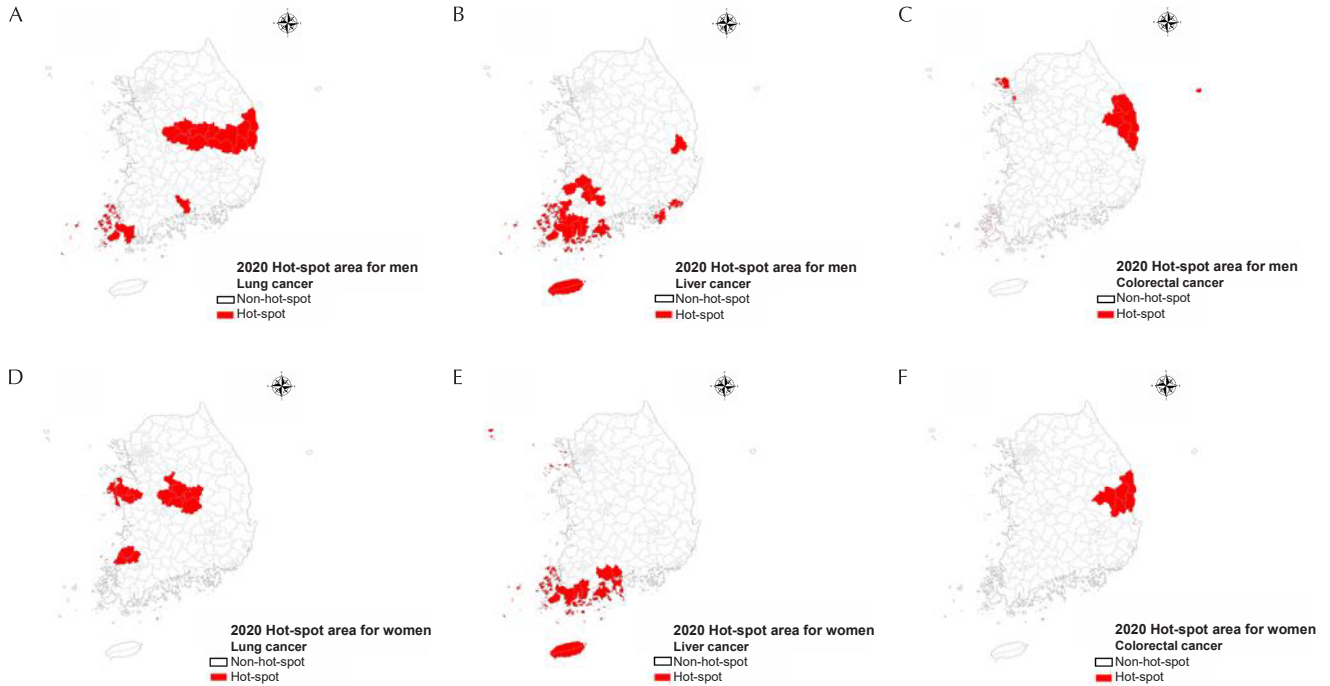 A
2020 Hot-spot area for men
Lung cancer
Non-hot-spot
Hot-spot
B
2020 Hot-spot area for men
Liver cancer
Non-hot-spot
Hot-spot
C
2020 Hot-spot area for men
Colorectal cancer
Non-hot-spot
Hot-spot
D
2020 Hot-spot area for women
Lung cancer
Non-hot-spot
Hot-spot
E
2020 Hot-spot area for women
Liver cancer
Non-hot-spot
Hot-spot
F
2020 Hot-spot area for women
Colorectal cancer
Non-hot-spot
Hot-spot